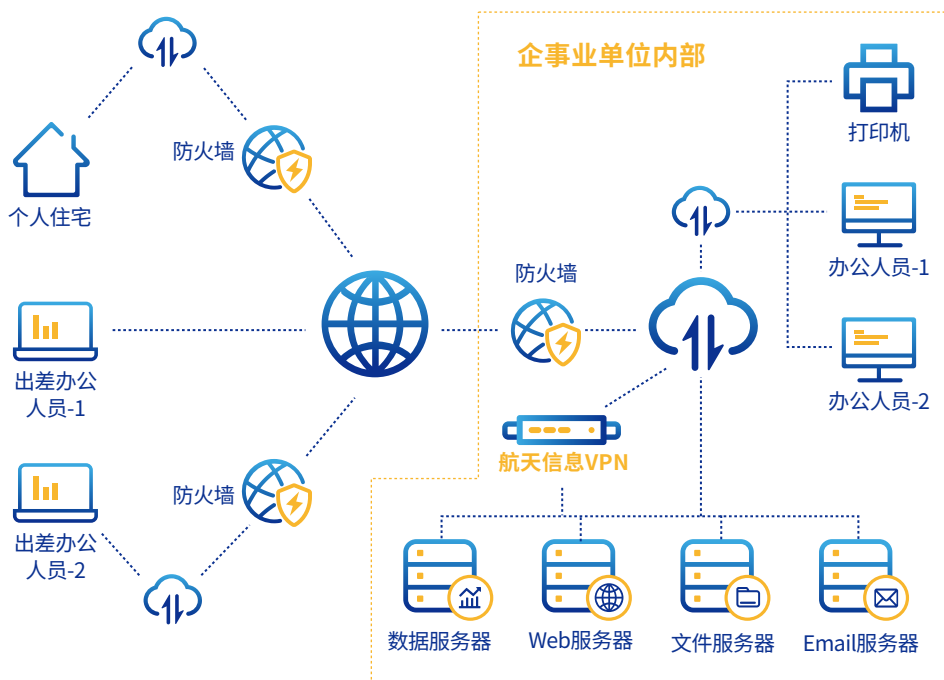 企事业单位内部
防火墙
打印机
个人住宅
办公人员-1
防火墙
出差办公
人员-1
办公人员-2
航天信息VPN
防火墙
出差办公
人员-2
数据服务器
Web服务器
文件服务器
Email服务器